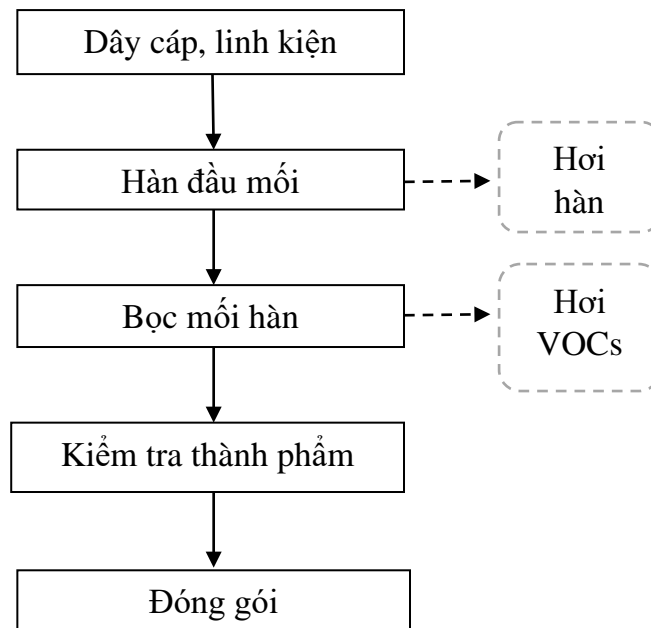 Dây cáp, linh kiện
Hàn đầu mối
Hơi
hàn
Bọc mối hàn
Hơi
VOCs
Kiểm tra thành phẩm
Đóng gói